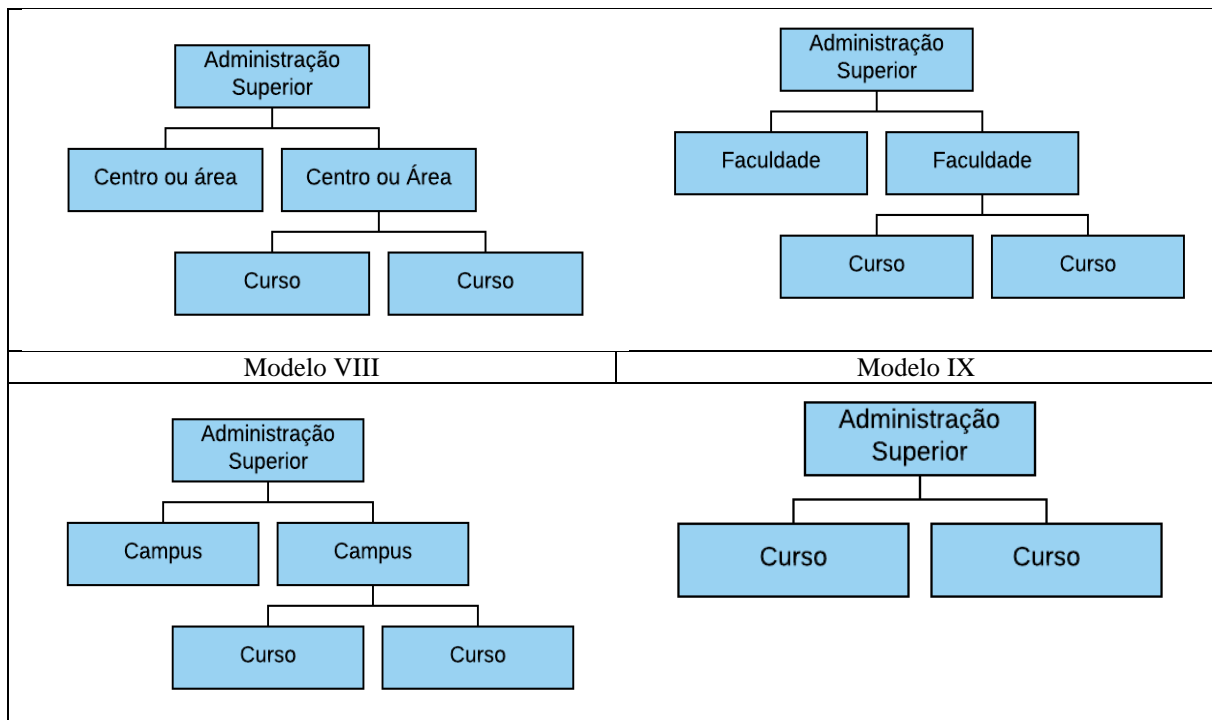 Administração
Superior
Centro ou área
Centro ou Área
Curso
Curso
Administração
Superior
Faculdade
Faculdade
Curso
Curso
Modelo VIII
Modelo IX
Administração
Superior
Campus
Campus
Curso
Curso
Administração
Superior
Curso
Curso